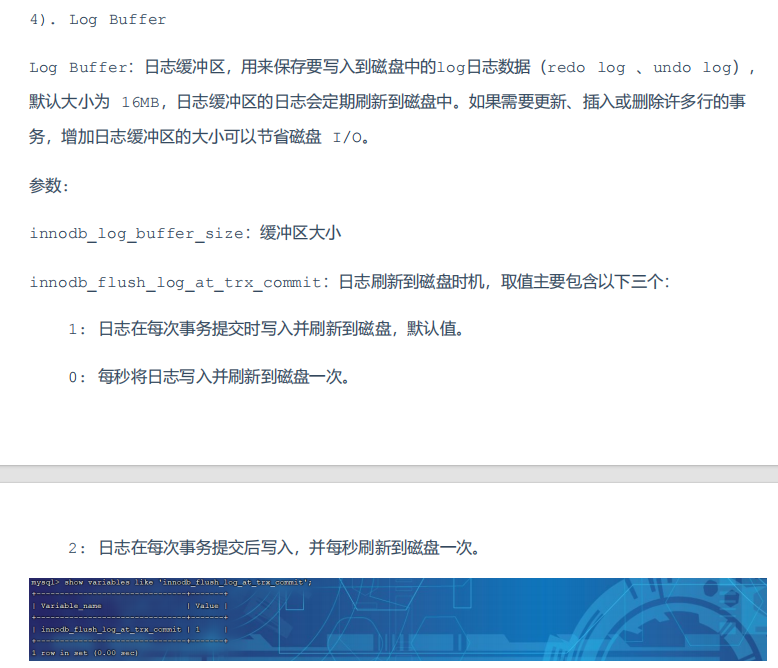 4). Log Buffer
Log Buffer：日志缓冲区，用来保存要写入到磁盘中的log日志数据（redo log 、undo log），
默认大小为 16MB，日志缓冲区的日志会定期刷新到磁盘中。如果需要更新、插入或删除许多行的事
务，增加日志缓冲区的大小可以节省磁盘 I/O。
参数：
innodb_log_buffer_size：缓冲区大小
innodb_flush_log_at_trx_commit：日志刷新到磁盘时机，取值主要包含以下三个：
1: 日志在每次事务提交时写入并刷新到磁盘，默认值。
0: 每秒将日志写入并刷新到磁盘一次。
2: 日志在每次事务提交后写入，并每秒刷新到磁盘一次。
mysql> show variables like 'innodb_flush_log_at_trx_commit';
+--------------------------------+-------+
| Variable_name                  | Value |
+--------------------------------+-------+
| innodb_flush_log_at_trx_commit | 1     |
+--------------------------------+-------+
1 row in set (0.00 sec)